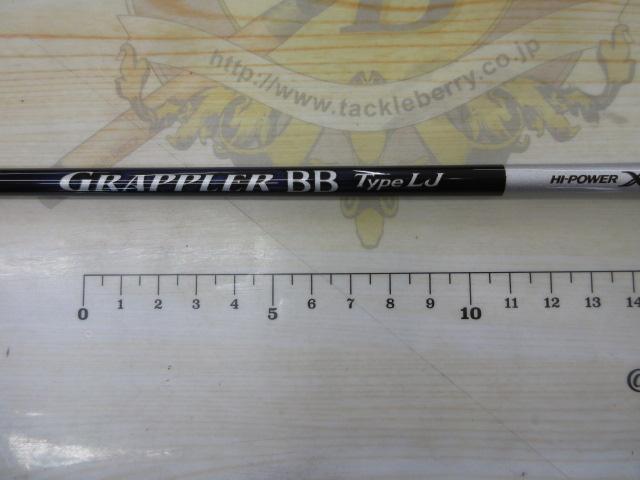 http://www.tackleberry.co.jp
GRAPPLER BB Type LJ
HI-POWER X
0 1 2 3 4 5 6 7 8 9 10 11 12 13 14
@